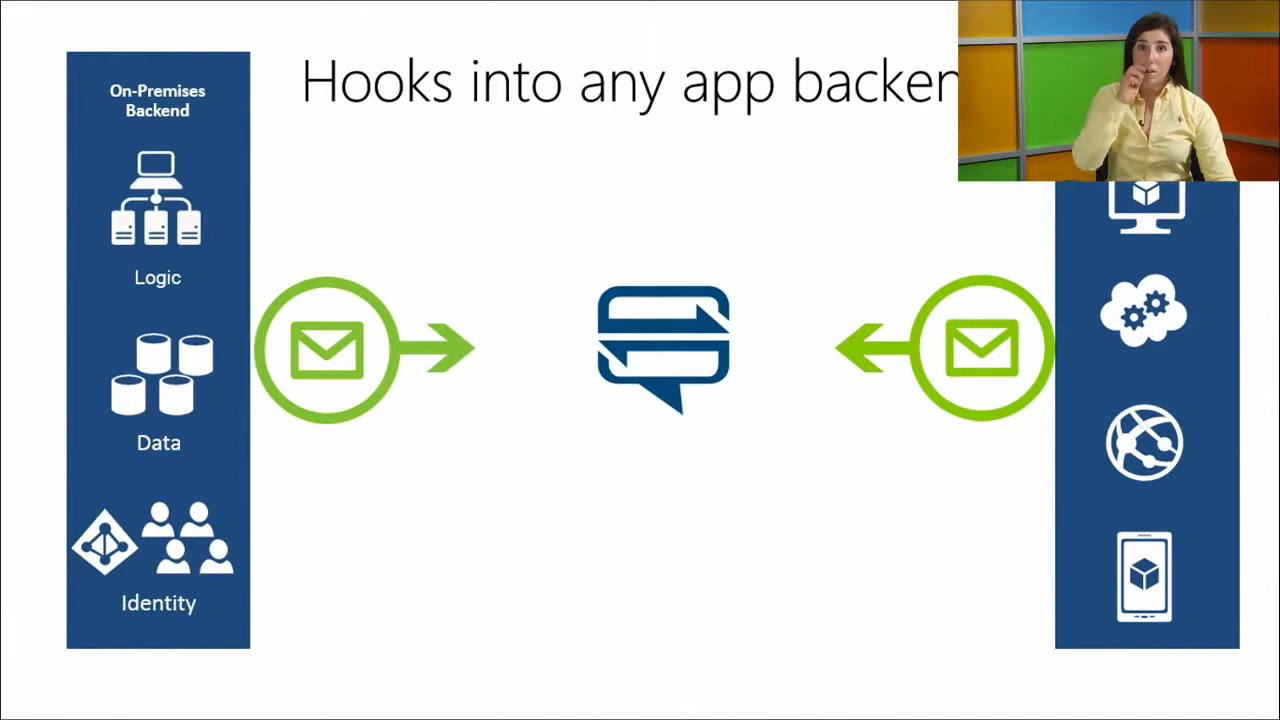 Hooks into any app backen
On-Premises
Backend
Logic
Data
Identity